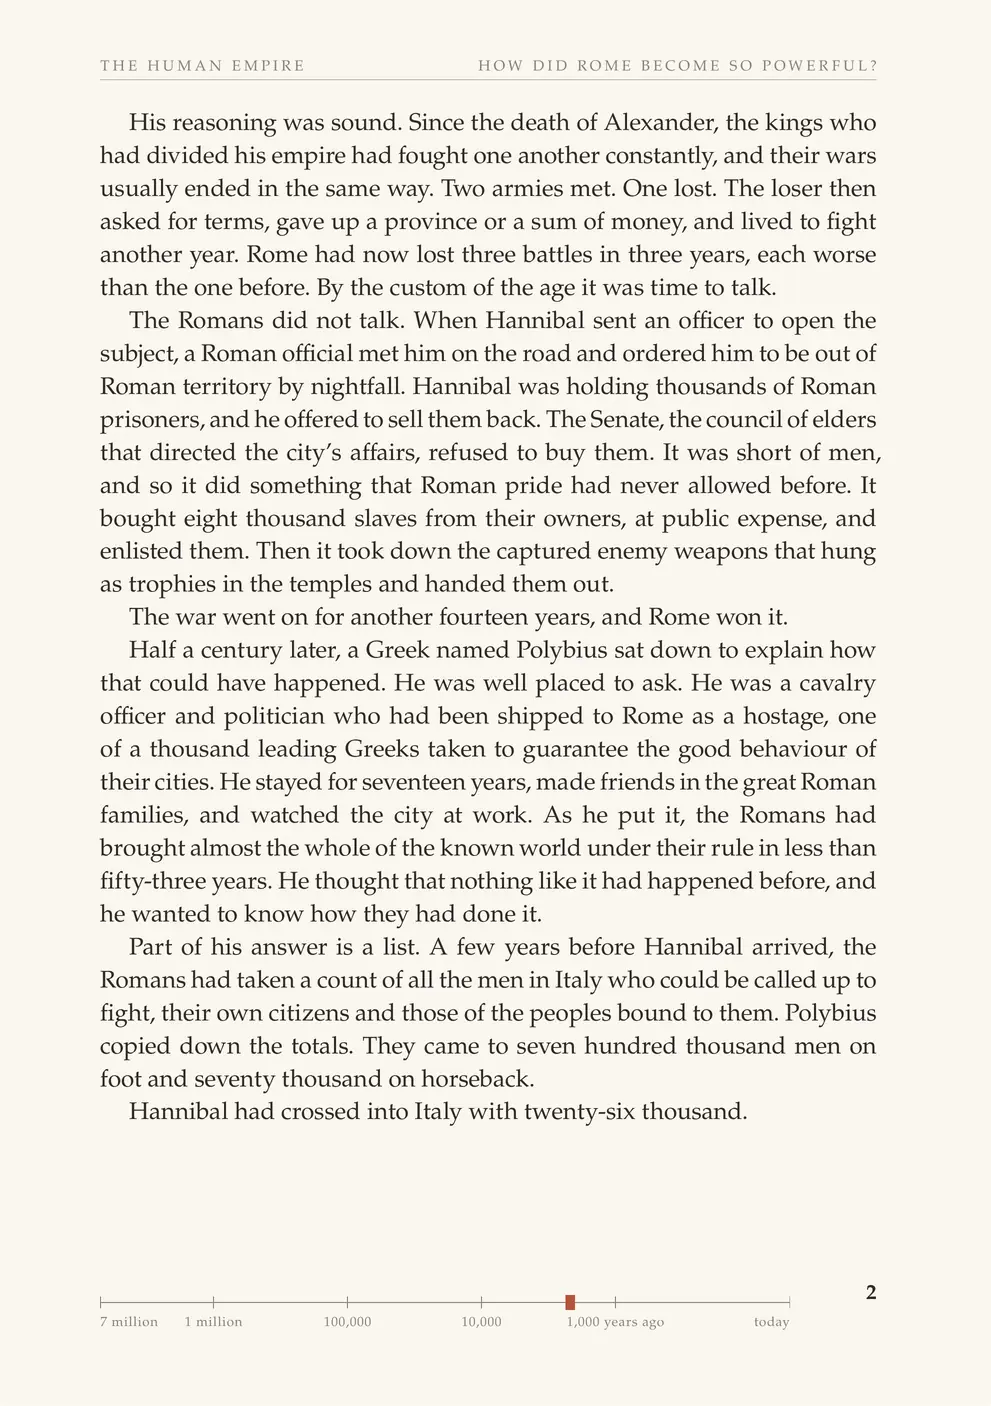 THE HUMAN EMPIRE HOW DID ROME BECOME SO POWERFUL?
His reasoning was sound. Since the death of Alexander, the kings who
had divided his empire had fought one another constantly, and their wars
usually ended in the same way. Two armies met. One lost. The loser then
asked for terms, gave up a province or a sum of money, and lived to fight
another year. Rome had now lost three battles in three years, each worse
than the one before. By the custom of the age it was time to talk.
The Romans did not talk. When Hannibal sent an officer to open the
subject, a Roman official met him on the road and ordered him to be out of
Roman territory by nightfall. Hannibal was holding thousands of Roman
prisoners, and he offered to sell them back. The Senate, the council of elders
that directed the city’s affairs, refused to buy them. It was short of men,
and so it did something that Roman pride had never allowed before. It
bought eight thousand slaves from their owners, at public expense, and
enlisted them. Then it took down the captured enemy weapons that hung
as trophies in the temples and handed them out.
The war went on for another fourteen years, and Rome won it.
Half a century later, a Greek named Polybius sat down to explain how
that could have happened. He was well placed to ask. He was a cavalry
officer and politician who had been shipped to Rome as a hostage, one
of a thousand leading Greeks taken to guarantee the good behaviour of
their cities. He stayed for seventeen years, made friends in the great Roman
families, and watched the city at work. As he put it, the Romans had
brought almost the whole of the known world under their rule in less than
fifty-three years. He thought that nothing like it had happened before, and
he wanted to know how they had done it.
Part of his answer is a list. A few years before Hannibal arrived, the
Romans had taken a count of all the men in Italy who could be called up to
fight, their own citizens and those of the peoples bound to them. Polybius
copied down the totals. They came to seven hundred thousand men on
foot and seventy thousand on horseback.
Hannibal had crossed into Italy with twenty-six thousand.
2
7 million 1 million 100,000 10,000 1,000 years ago today